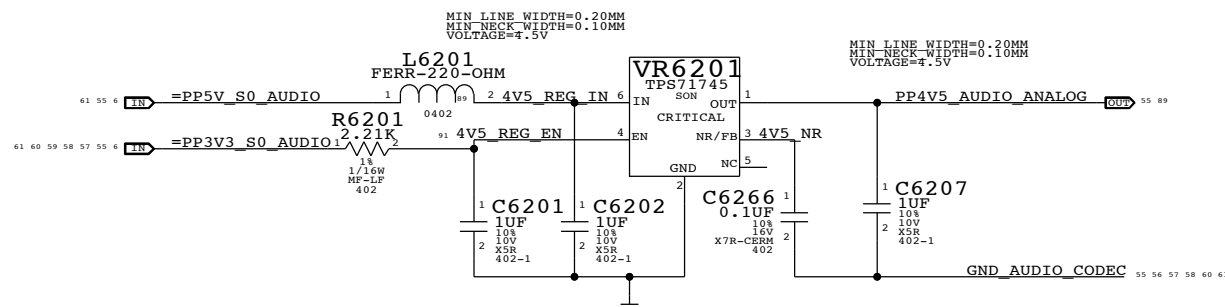 MIN_LINE_WIDTH=0.20MM
MIN_NECK_WIDTH=0.10MM
VOLTAGE=4.5V
MIN_LINE_WIDTH=0.20MM
MIN_NECK_WIDTH=0.10MM
VOLTAGE=4.5V
L6201
FERR-220-OHM
VR6201
TPS71745
SON
CRITICAL
61 55 6 IN =PP5V_S0_AUDIO 1 89 2 4V5_REG_IN 6 IN OUT 1 PP4V5_AUDIO_ANALOG OUT 55 89
0402
R6201
2.21K
91 4V5_REG_EN 4 EN NR/FB 3 4V5_NR
61 60 59 58 57 55 6 IN =PP3V3_S0_AUDIO 1 2
1%
1/16W
MF-LF
402
NC 5
GND
2
1 C6201
1UF
10%
10V
2 X5R
402-1
1 C6202
1UF
10%
10V
2 X5R
402-1
C6266 1
0.1UF
10%
16V
X7R-CERM 2
402
1 C6207
1UF
10%
10V
2 X5R
402-1
GND_AUDIO_CODEC 55 56 57 58 60 61